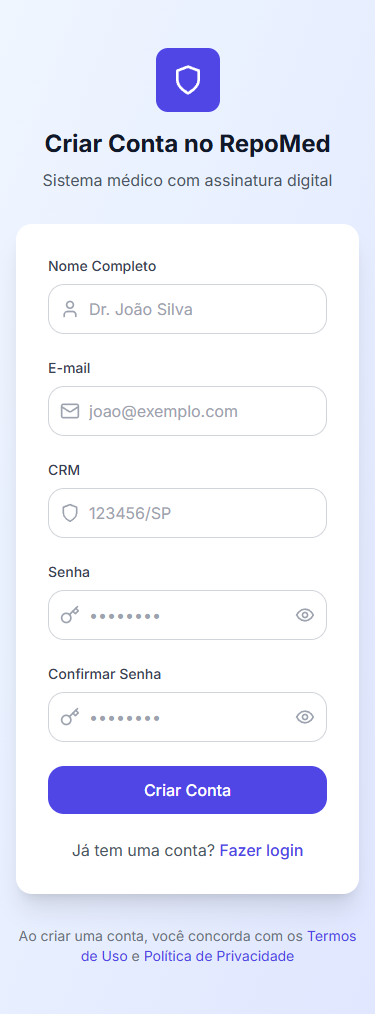 Criar Conta no RepoMed
Sistema médico com assinatura digital
Nome Completo
Dr. João Silva
E-mail
joao@exemplo.com
CRM
123456/SP
Senha
••••••••
Confirmar Senha
••••••••
Criar Conta
Já tem uma conta? Fazer login
Ao criar uma conta, você concorda com os Termos
de Uso e Política de Privacidade